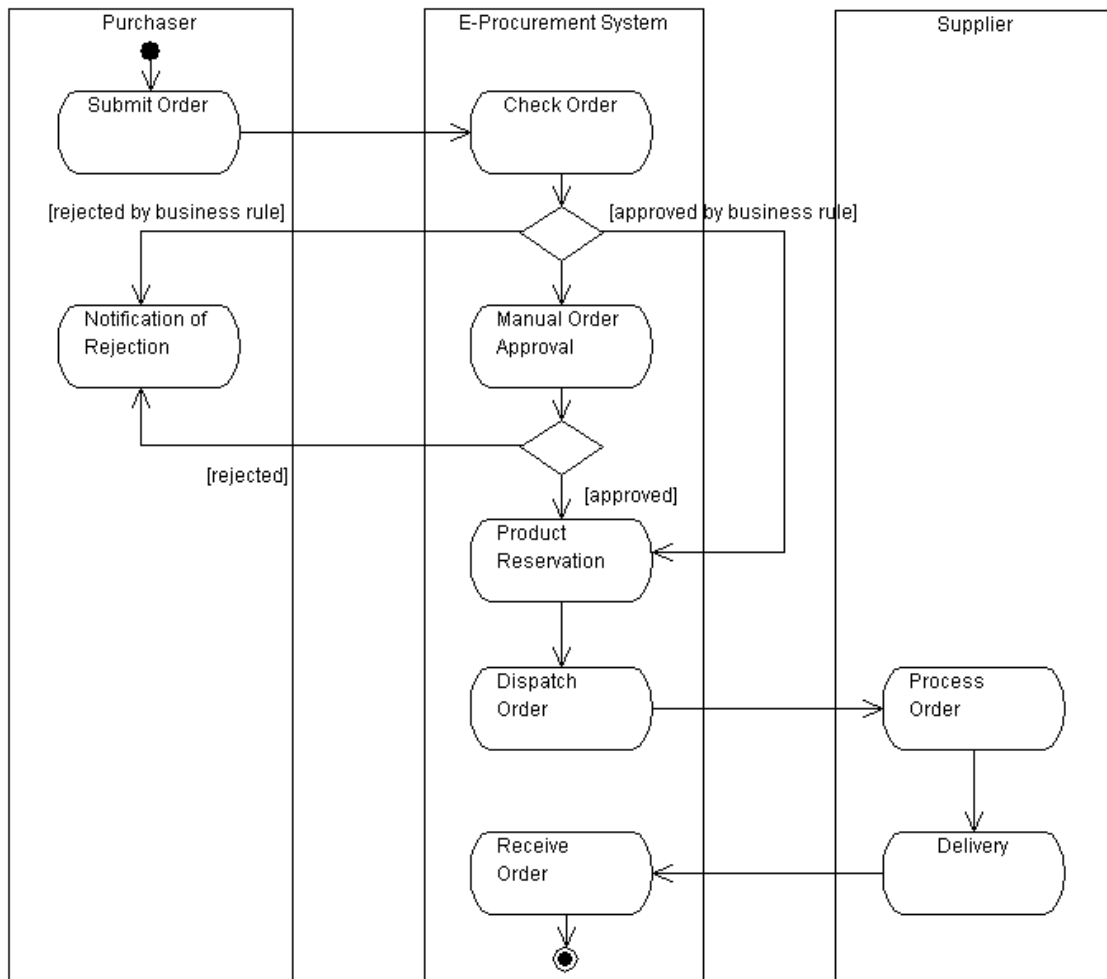 Purchaser
E-Procurement System
Supplier
Submit Order
Check Order
[rejected by business rule]
[approved by business rule]
Notification of
Rejection
Manual Order
Approval
[rejected]
[approved]
Product
Reservation
Dispatch
Order
Process
Order
Receive
Order
Delivery